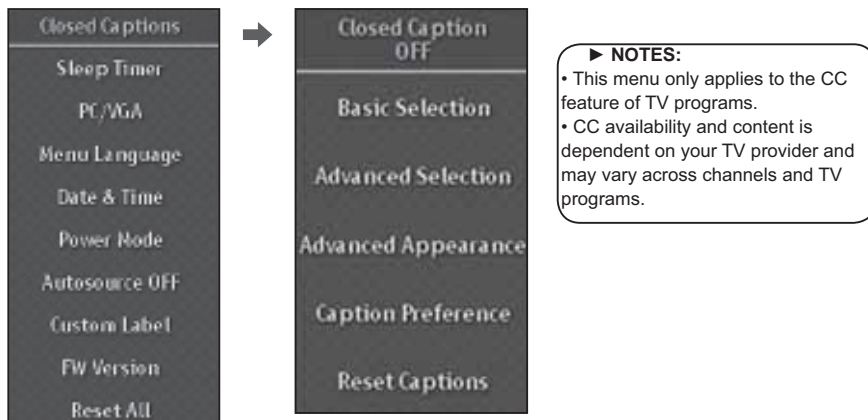 Closed Captions
Sleep Timer
PC/VGA
Menu Language
Date & Time
Power Mode
Autosource OFF
Custom Label
FW Version
Reset All
Closed Caption
OFF
Basic Selection
Advanced Selection
Advanced Appearance
Caption Preference
Reset Captions
► NOTES:
• This menu only applies to the CC
feature of TV programs.
• CC availability and content is
dependent on your TV provider and
may vary across channels and TV
programs.